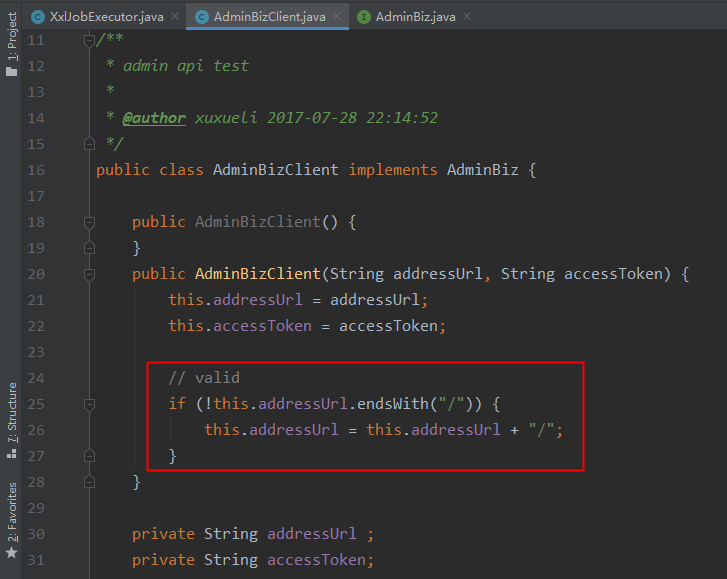 XxlJobExecutor.java × AdminBizClient.java × AdminBiz.java ×
1: Project
7: Structure
2: Favorites
11 /**
12 * admin api test
13 *
14 * @author xuxueli 2017-07-28 22:14:52
15 */
16 public class AdminBizClient implements AdminBiz {
17
18 public AdminBizClient() {
19 }
20 public AdminBizClient(String addressUrl, String accessToken) {
21 this.addressUrl = addressUrl;
22 this.accessToken = accessToken;
23
24 // valid
25 if (!this.addressUrl.endsWith("/")) {
26 this.addressUrl = this.addressUrl + "/";
27 }
28 }
29
30 private String addressUrl ;
31 private String accessToken;